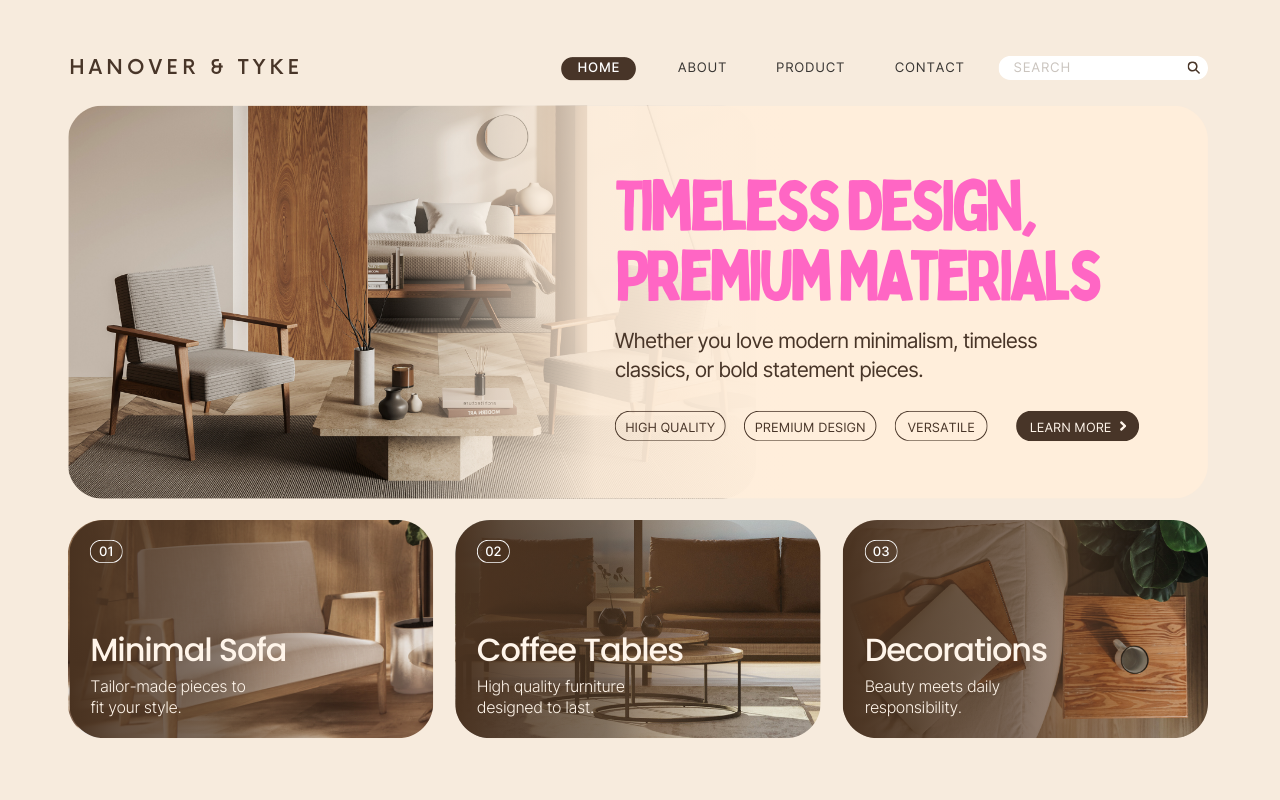 HANOVER & TYKE
HOME
ABOUT
PRODUCT
CONTACT
SEARCH
TIMELESS DESIGN,
PREMIUM MATERIALS
Whether you love modern minimalism, timeless
classics, or bold statement pieces.
HIGH QUALITY
PREMIUM DESIGN
VERSATILE
LEARN MORE
01
Minimal Sofa
Tailor-made pieces to
fit your style.
02
Coffee Tables
High quality furniture
designed to last.
03
Decorations
Beauty meets daily
responsibility.